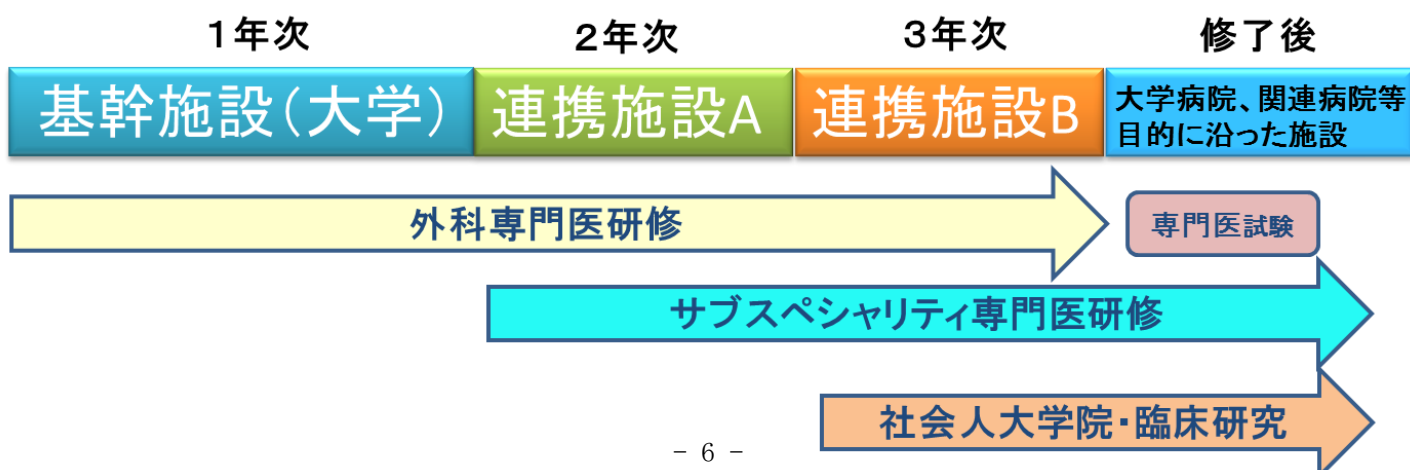 1年次
2年次
3年次
修了後
基幹施設(大学)
連携施設A
連携施設B
大学病院、関連病院等
目的に沿った施設
外科専門医研修
専門医試験
サブスペシャリティ専門医研修
社会人大学院・臨床研究
- 6 -